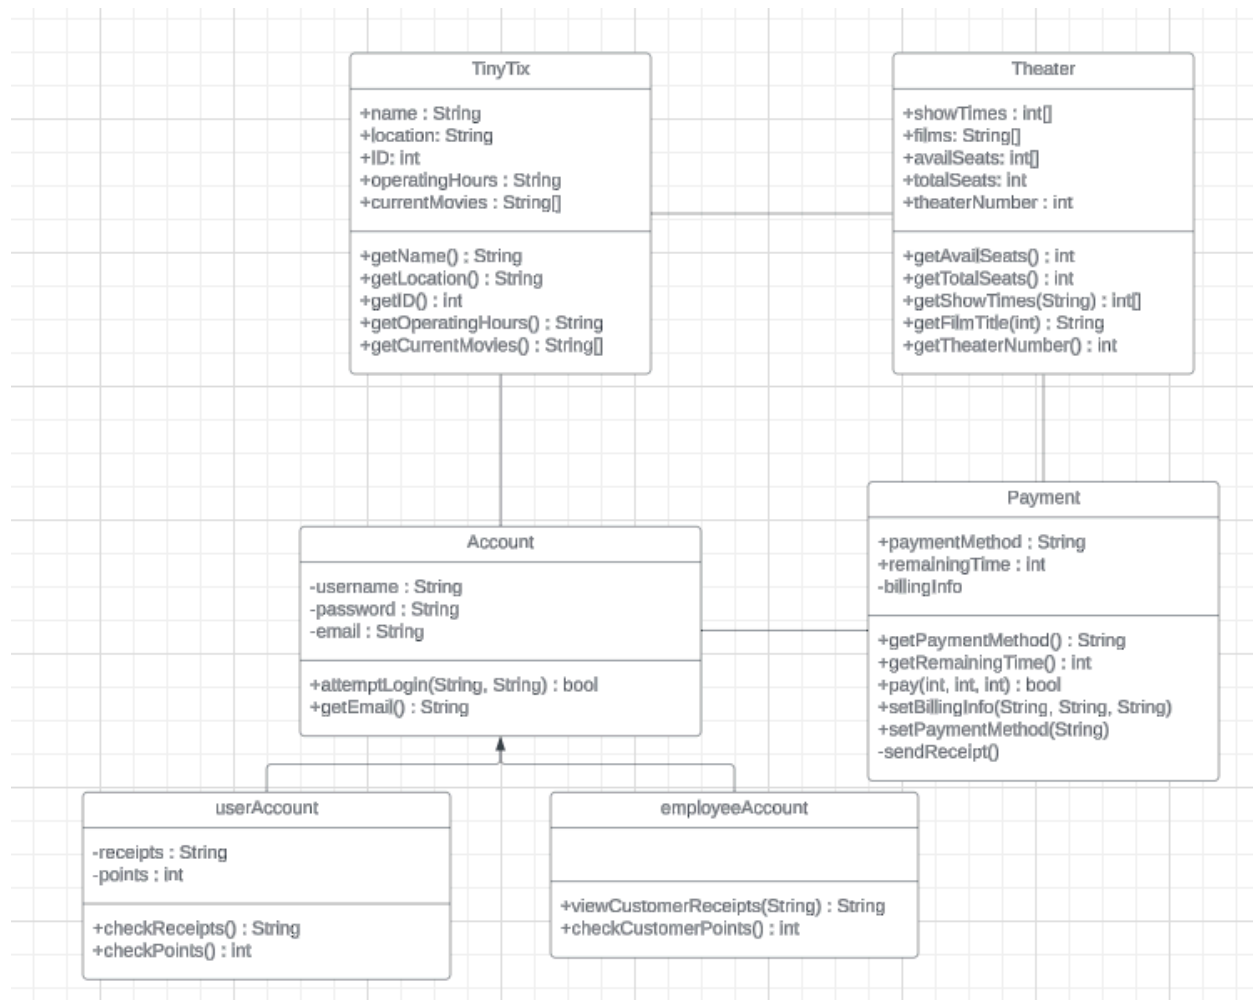 TinyTix
+name : String
+location: String
+ID: int
+operatingHours : String
+currentMovies : String[]
+getName() : String
+getLocation() : String
+getID() : int
+getOperatingHours() : String
+getCurrentMovies() : String[]
Theater
+showTimes : int[]
+films: String[]
+availSeats: int[]
+totalSeats: int
+theaterNumber : int
+getAvailSeats() : int
+getTotalSeats() : int
+getShowTimes(String) : int[]
+getFilmTitle(int) : String
+getTheaterNumber() : int
Account
-username : String
-password : String
-email : String
+attemptLogin(String, String) : bool
+getEmail() : String
Payment
+paymentMethod : String
+remainingTime : int
-billingInfo
+getPaymentMethod() : String
+getRemainingTime() : int
+pay(int, int, int) : bool
+setBillingInfo(String, String, String)
+setPaymentMethod(String)
-sendReceipt()
userAccount
-receipts : String
-points : int
+checkReceipts() : String
+checkPoints() : int
employeeAccount
+viewCustomerReceipts(String) : String
+checkCustomerPoints() : int